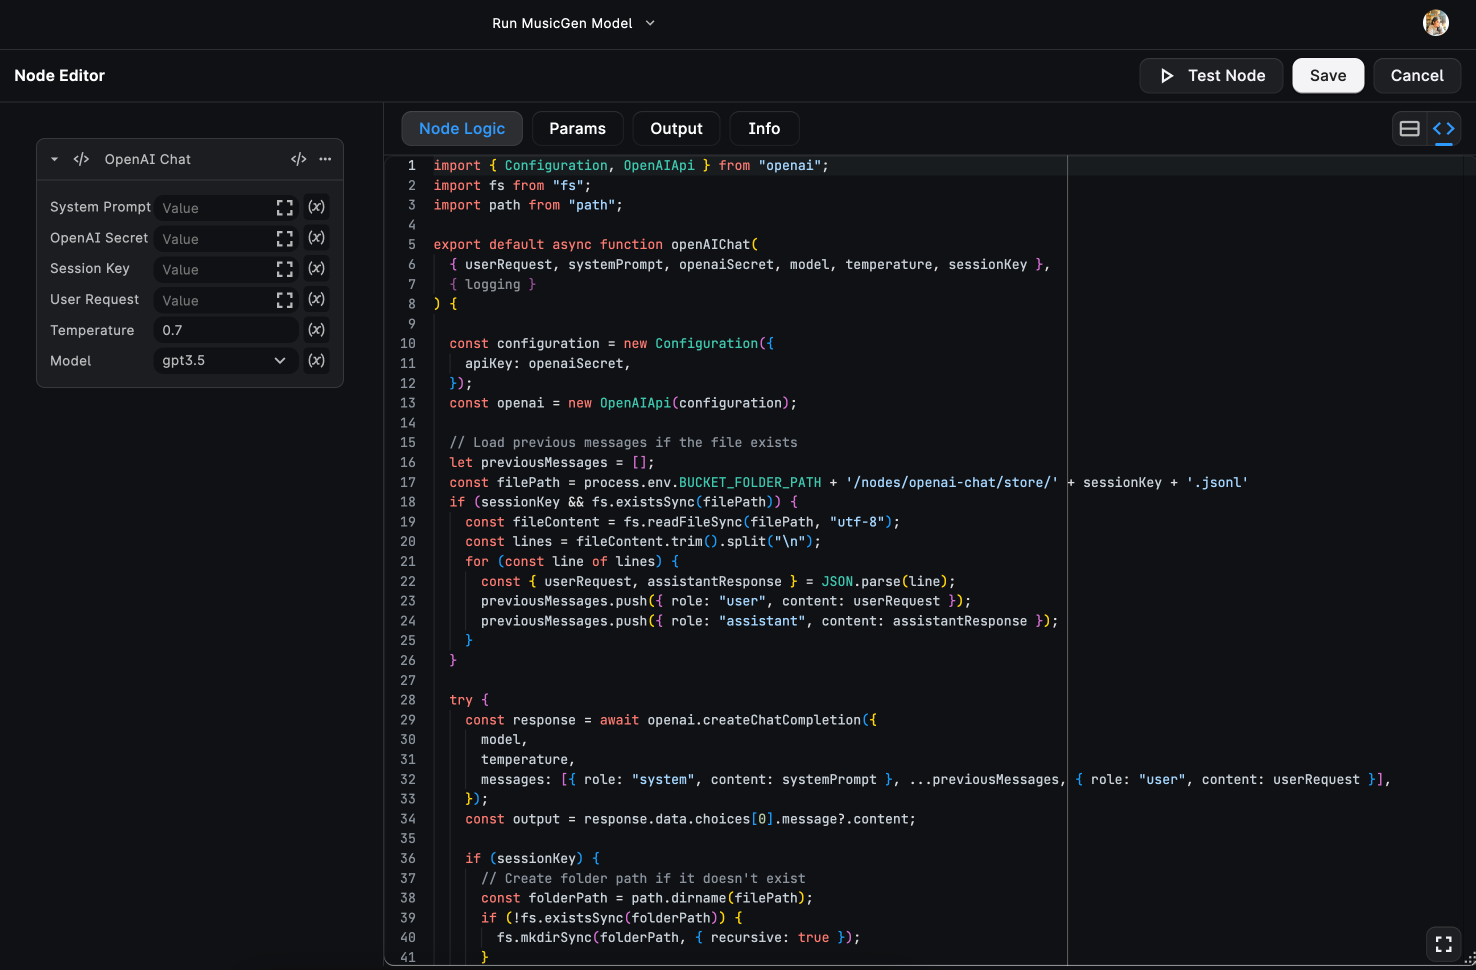 Run MusicGen Model
Node Editor
Test Node
Save
Cancel
OpenAI Chat
System Prompt Value (x)
OpenAI Secret Value (x)
Session Key Value (x)
User Request Value (x)
Temperature 0.7 (x)
Model gpt3.5 (x)
Node Logic
Params
Output
Info
1 import { Configuration, OpenAIApi } from "openai";
2 import fs from "fs";
3 import path from "path";
4
5 export default async function openAIChat(
6   { userRequest, systemPrompt, openaiSecret, model, temperature, sessionKey },
7   { logging }
8 ) {
9
10   const configuration = new Configuration({
11     apiKey: openaiSecret,
12   });
13   const openai = new OpenAIApi(configuration);
14
15   // Load previous messages if the file exists
16   let previousMessages = [];
17   const filePath = process.env.BUCKET_FOLDER_PATH + '/nodes/openai-chat/store/' + sessionKey + '.jsonl'
18   if (sessionKey && fs.existsSync(filePath)) {
19     const fileContent = fs.readFileSync(filePath, "utf-8");
20     const lines = fileContent.trim().split("\n");
21     for (const line of lines) {
22       const { userRequest, assistantResponse } = JSON.parse(line);
23       previousMessages.push({ role: "user", content: userRequest });
24       previousMessages.push({ role: "assistant", content: assistantResponse });
25     }
26   }
27
28   try {
29     const response = await openai.createChatCompletion({
30       model,
31       temperature,
32       messages: [{ role: "system", content: systemPrompt }, ...previousMessages, { role: "user", content: userRequest }],
33     });
34     const output = response.data.choices[0].message?.content;
35
36     if (sessionKey) {
37       // Create folder path if it doesn't exist
38       const folderPath = path.dirname(filePath);
39       if (!fs.existsSync(folderPath)) {
40         fs.mkdirSync(folderPath, { recursive: true });
41       }